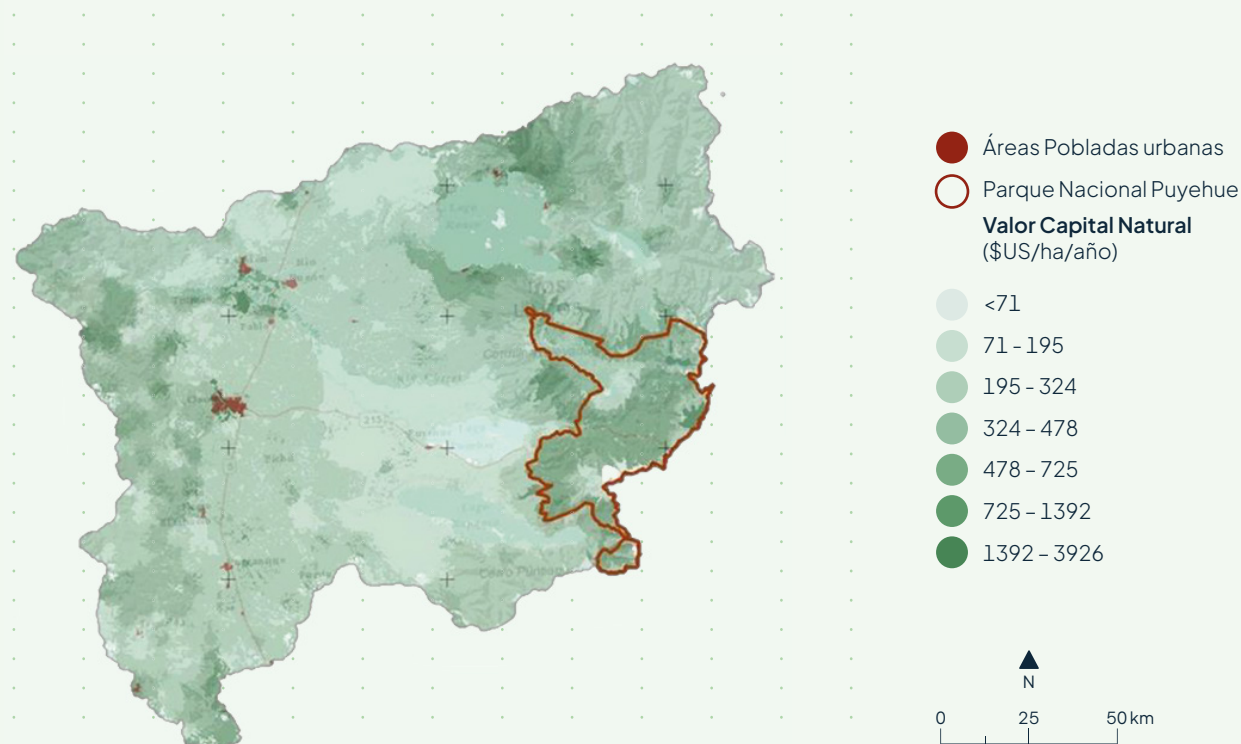 Áreas Pobladas urbanas
Parque Nacional Puyehue
Valor Capital Natural
($US/ha/año)
<71
71 - 195
195 - 324
324 - 478
478 - 725
725 - 1392
1392 - 3926
N
0 25 50 km